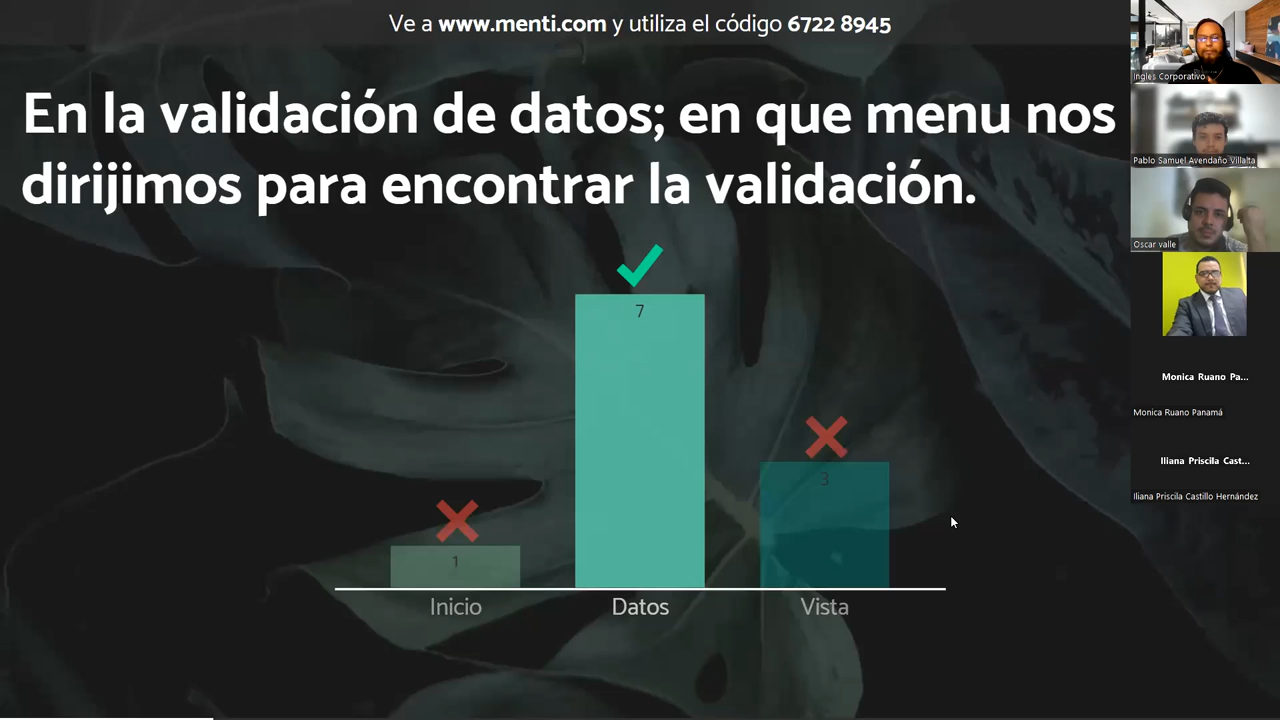 Ve a www.menti.com y utiliza el código 6722 8945
En la validación de datos; en que menu nos
dirijimos para encontrar la validación.
7
3
1
Inicio
Datos
Vista
Ingles Corporativo
Pablo Samuel Avendaño Villalta
Oscar valle
Monica Ruano Pa...
Monica Ruano Panamá
Iliana Priscila Cast...
Iliana Priscila Castillo Hernández